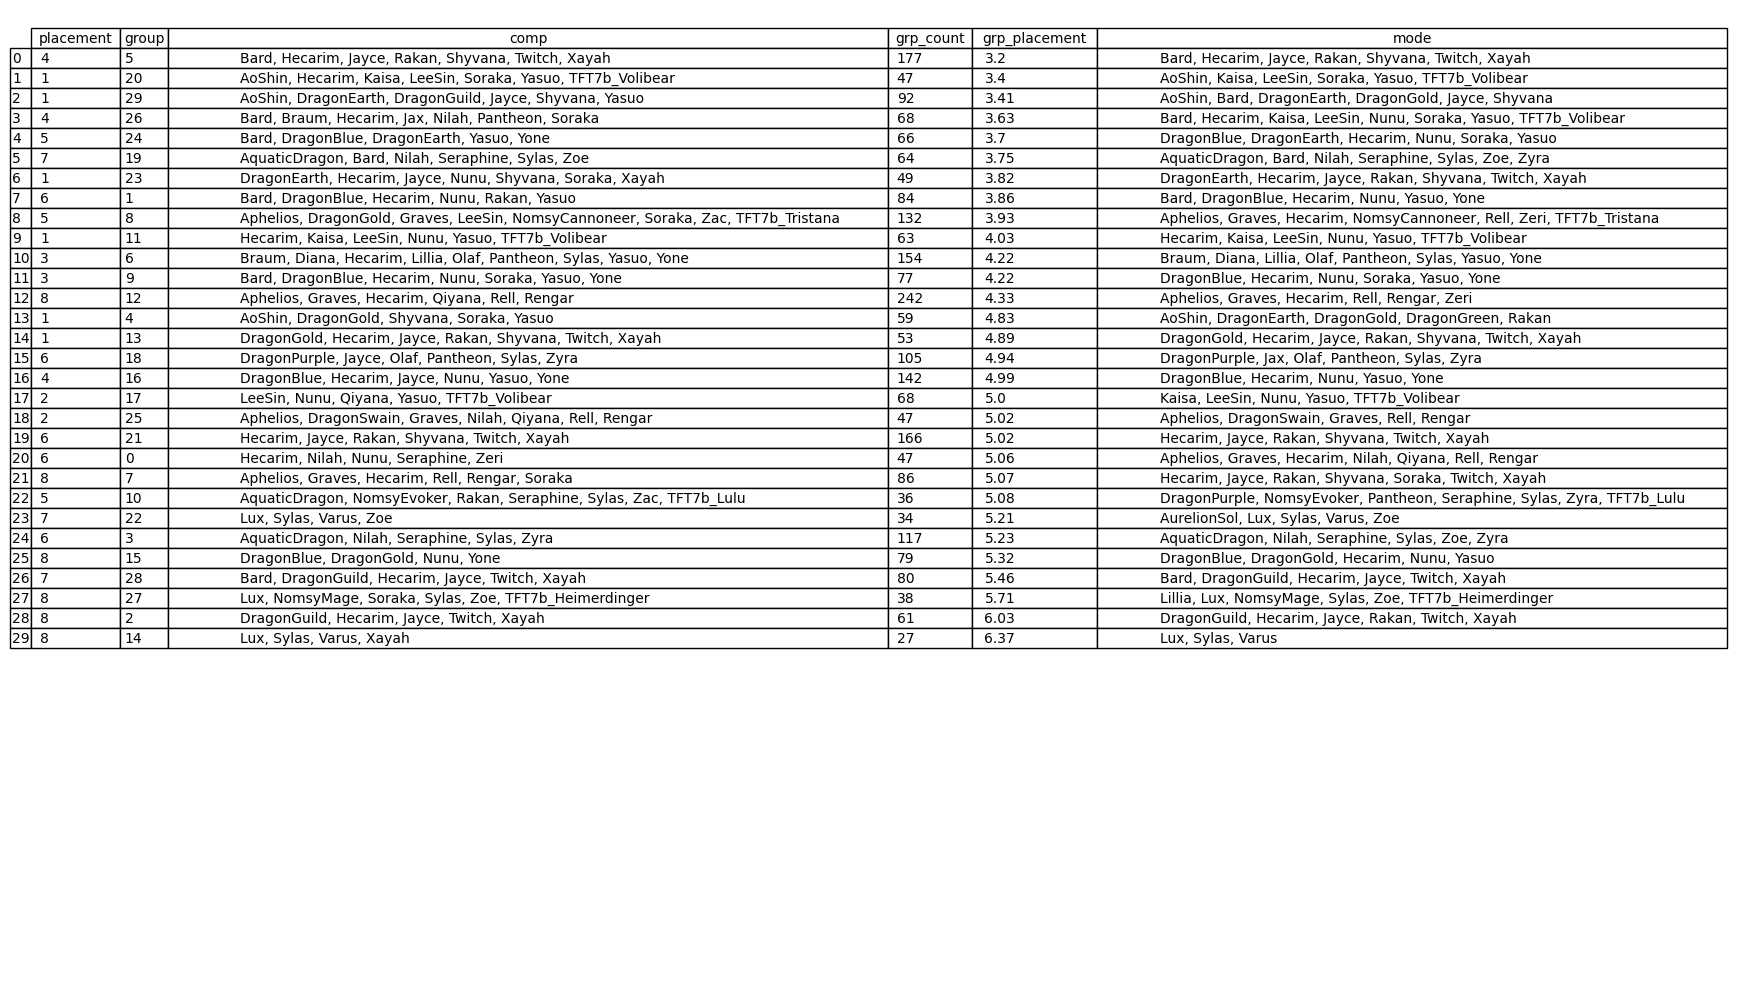 placement group comp grp_count grp_placement mode
0 4 5 Bard, Hecarim, Jayce, Rakan, Shyvana, Twitch, Xayah 177 3.2 Bard, Hecarim, Jayce, Rakan, Shyvana, Twitch, Xayah
1 1 20 AoShin, Hecarim, Kaisa, LeeSin, Soraka, Yasuo, TFT7b_Volibear 47 3.4 AoShin, Kaisa, LeeSin, Soraka, Yasuo, TFT7b_Volibear
2 1 29 AoShin, DragonEarth, DragonGuild, Jayce, Shyvana, Yasuo 92 3.41 AoShin, Bard, DragonEarth, DragonGold, Jayce, Shyvana
3 4 26 Bard, Braum, Hecarim, Jax, Nilah, Pantheon, Soraka 68 3.63 Bard, Hecarim, Kaisa, LeeSin, Nunu, Soraka, Yasuo, TFT7b_Volibear
4 5 24 Bard, DragonBlue, DragonEarth, Yasuo, Yone 66 3.7 DragonBlue, DragonEarth, Hecarim, Nunu, Soraka, Yasuo
5 7 19 AquaticDragon, Bard, Nilah, Seraphine, Sylas, Zoe 64 3.75 AquaticDragon, Bard, Nilah, Seraphine, Sylas, Zoe, Zyra
6 1 23 DragonEarth, Hecarim, Jayce, Nunu, Shyvana, Soraka, Xayah 49 3.82 DragonEarth, Hecarim, Jayce, Rakan, Shyvana, Twitch, Xayah
7 6 1 Bard, DragonBlue, Hecarim, Nunu, Rakan, Yasuo 84 3.86 Bard, DragonBlue, Hecarim, Nunu, Yasuo, Yone
8 5 8 Aphelios, DragonGold, Graves, LeeSin, NomsyCannoneer, Soraka, Zac, TFT7b_Tristana 132 3.93 Aphelios, Graves, Hecarim, NomsyCannoneer, Rell, Zeri, TFT7b_Tristana
9 1 11 Hecarim, Kaisa, LeeSin, Nunu, Yasuo, TFT7b_Volibear 63 4.03 Hecarim, Kaisa, LeeSin, Nunu, Yasuo, TFT7b_Volibear
10 3 6 Braum, Diana, Hecarim, Lillia, Olaf, Pantheon, Sylas, Yasuo, Yone 154 4.22 Braum, Diana, Lillia, Olaf, Pantheon, Sylas, Yasuo, Yone
11 3 9 Bard, DragonBlue, Hecarim, Nunu, Soraka, Yasuo, Yone 77 4.22 DragonBlue, Hecarim, Nunu, Soraka, Yasuo, Yone
12 8 12 Aphelios, Graves, Hecarim, Qiyana, Rell, Rengar 242 4.33 Aphelios, Graves, Hecarim, Rell, Rengar, Zeri
13 1 4 AoShin, DragonGold, Shyvana, Soraka, Yasuo 59 4.83 AoShin, DragonEarth, DragonGold, DragonGreen, Rakan
14 1 13 DragonGold, Hecarim, Jayce, Rakan, Shyvana, Twitch, Xayah 53 4.89 DragonGold, Hecarim, Jayce, Rakan, Shyvana, Twitch, Xayah
15 6 18 DragonPurple, Jayce, Olaf, Pantheon, Sylas, Zyra 105 4.94 DragonPurple, Jax, Olaf, Pantheon, Sylas, Zyra
16 4 16 DragonBlue, Hecarim, Jayce, Nunu, Yasuo, Yone 142 4.99 DragonBlue, Hecarim, Nunu, Yasuo, Yone
17 2 17 LeeSin, Nunu, Qiyana, Yasuo, TFT7b_Volibear 68 5.0 Kaisa, LeeSin, Nunu, Yasuo, TFT7b_Volibear
18 2 25 Aphelios, DragonSwain, Graves, Nilah, Qiyana, Rell, Rengar 47 5.02 Aphelios, DragonSwain, Graves, Rell, Rengar
19 6 21 Hecarim, Jayce, Rakan, Shyvana, Twitch, Xayah 166 5.02 Hecarim, Jayce, Rakan, Shyvana, Twitch, Xayah
20 6 0 Hecarim, Nilah, Nunu, Seraphine, Zeri 47 5.06 Aphelios, Graves, Hecarim, Nilah, Qiyana, Rell, Rengar
21 8 7 Aphelios, Graves, Hecarim, Rell, Rengar, Soraka 86 5.07 Hecarim, Jayce, Rakan, Shyvana, Soraka, Twitch, Xayah
22 5 10 AquaticDragon, NomsyEvoker, Rakan, Seraphine, Sylas, Zac, TFT7b_Lulu 36 5.08 DragonPurple, NomsyEvoker, Pantheon, Seraphine, Sylas, Zyra, TFT7b_Lulu
23 7 22 Lux, Sylas, Varus, Zoe 34 5.21 AurelionSol, Lux, Sylas, Varus, Zoe
24 6 3 AquaticDragon, Nilah, Seraphine, Sylas, Zyra 117 5.23 AquaticDragon, Nilah, Seraphine, Sylas, Zoe, Zyra
25 8 15 DragonBlue, DragonGold, Nunu, Yone 79 5.32 DragonBlue, DragonGold, Hecarim, Nunu, Yasuo
26 7 28 Bard, DragonGuild, Hecarim, Jayce, Twitch, Xayah 80 5.46 Bard, DragonGuild, Hecarim, Jayce, Twitch, Xayah
27 8 27 Lux, NomsyMage, Soraka, Sylas, Zoe, TFT7b_Heimerdinger 38 5.71 Lillia, Lux, NomsyMage, Sylas, Zoe, TFT7b_Heimerdinger
28 8 2 DragonGuild, Hecarim, Jayce, Twitch, Xayah 61 6.03 DragonGuild, Hecarim, Jayce, Rakan, Twitch, Xayah
29 8 14 Lux, Sylas, Varus, Xayah 27 6.37 Lux, Sylas, Varus